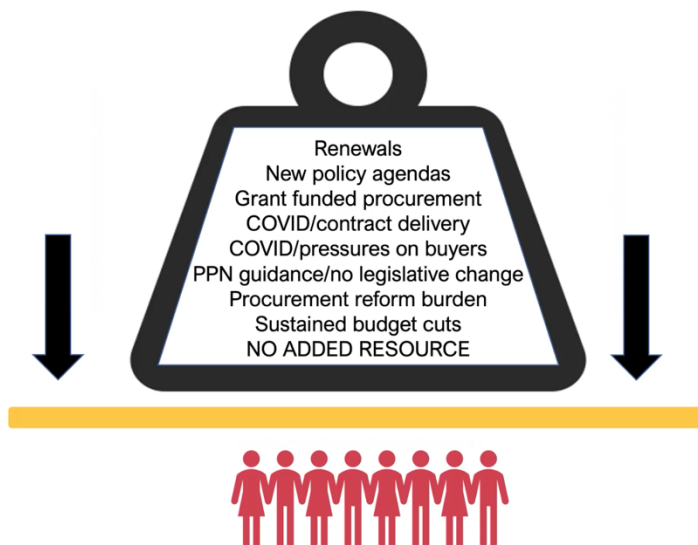 Renewals
New policy agendas
Grant funded procurement
COVID/contract delivery
COVID/pressures on buyers
PPN guidance/no legislative change
Procurement reform burden
Sustained budget cuts
NO ADDED RESOURCE